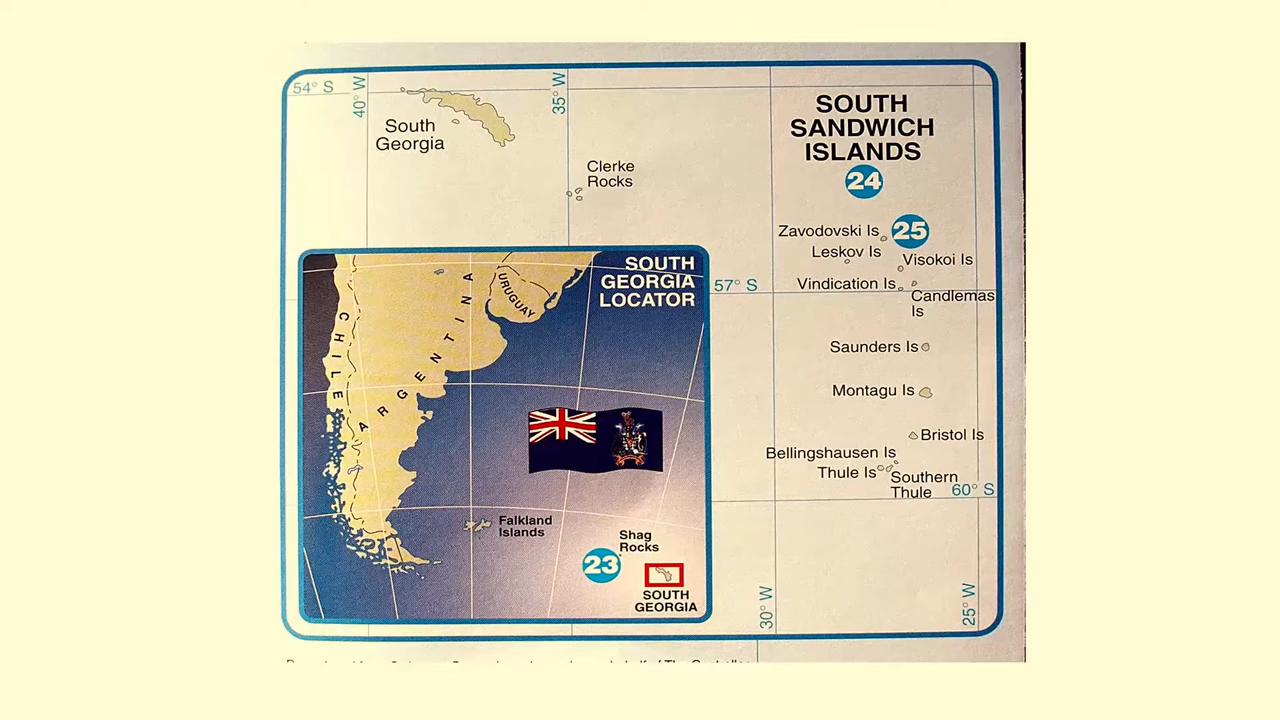 54° S
40° W
35° W
South
Georgia
Clerke
Rocks
SOUTH
SANDWICH
ISLANDS
24
Zavodovski Is
25
Leskov Is
Visokoi Is
57° S
Vindication Is
Candlemas
Is
Saunders Is
Montagu Is
Bristol Is
Bellingshausen Is
Thule Is
Southern
Thule
60° S
30° W
25° W
SOUTH
GEORGIA
LOCATOR
URUGUAY
CHILE
ARGENTINA
Falkland
Islands
Shag
Rocks
23
SOUTH
GEORGIA